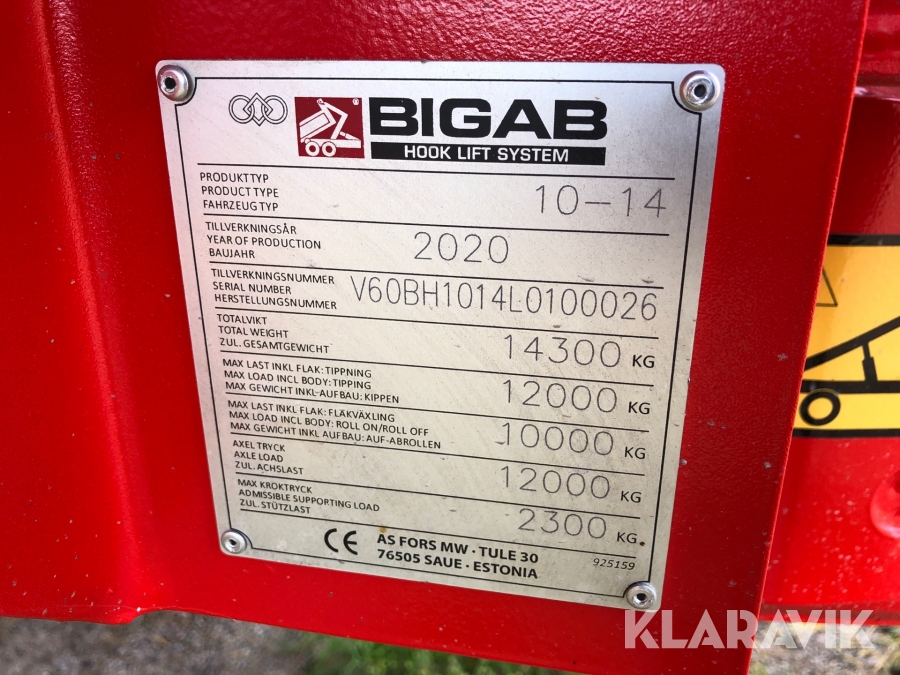 BIGAB
HOOK LIFT SYSTEM
PRODUKTTYP
PRODUCT TYPE
FAHRZEUGTYP
10-14
TILLVERKNINGSÅR
YEAR OF PRODUCTION
BAUJAHR
2020
TILLVERKNINGSNUMMER
SERIAL NUMBER
HERSTELLUNGSNUMMER
V60BH1014L0100026
TOTALVIKT
TOTAL WEIGHT
ZUL. GESAMTGEWICHT
14300 KG
MAX LAST INKL FLAK: TIPPNING
MAX LOAD INCL BODY: TIPPING
MAX GEWICHT INKL-AUFBAU: KIPPEN
12000 KG
MAX LAST INKL FLAK: FLAKVÄXLING
MAX LOAD INCL BODY: ROLL ON/ROLL OFF
MAX GEWICHT INKL AUFBAU: AUF-ABROLLEN
10000 KG
AXEL TRYCK
AXLE LOAD
ZUL. ACHSLAST
12000 KG
MAX KROKTRYCK
ADMISSIBLE SUPPORTING LOAD
ZUL. STÜTZLAST
2300 KG.
CE AS FORS MW · TULE 30
76505 SAUE · ESTONIA
925159
KLARAVIK